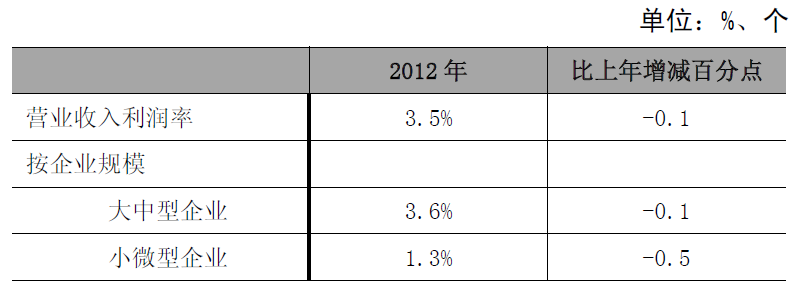 单位：%、个
2012 年 比上年增减百分点
营业收入利润率 3.5% -0.1
按企业规模
大中型企业 3.6% -0.1
小微型企业 1.3% -0.5